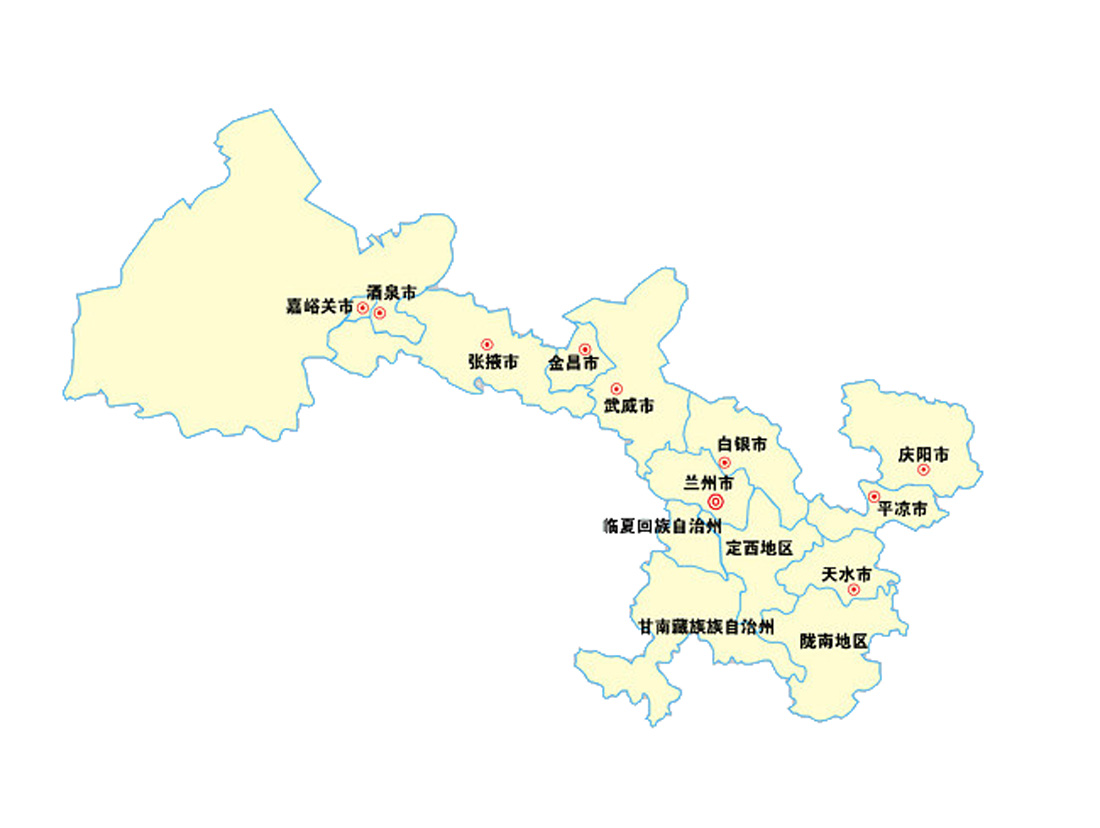 酒泉市
嘉峪关市
张掖市
金昌市
武威市
白银市
庆阳市
兰州市
平凉市
临夏回族自治州
定西地区
天水市
甘南藏族族自治州
陇南地区